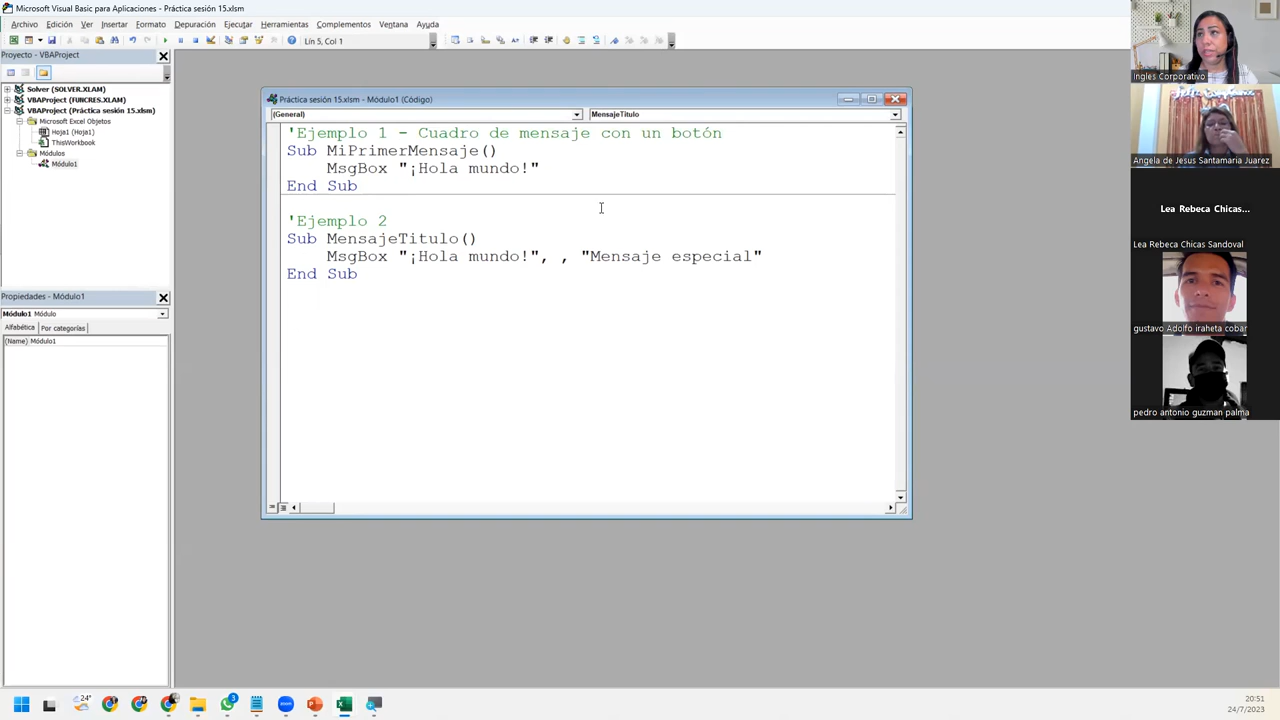 Microsoft Visual Basic para Aplicaciones - Práctica sesión 15.xlsm
Archivo Edición Ver Insertar Formato Depuración Ejecutar Herramientas Complementos Ventana Ayuda
Lín 5, Col 1
Proyecto - VBAProject
Solver (SOLVER.XLAM)
VBAProject (FUNCRES.XLAM)
VBAProject (Práctica sesión 15.xlsm)
Microsoft Excel Objetos
Hoja1 (Hoja1)
ThisWorkbook
Módulos
Módulo1
Propiedades - Módulo1
Módulo1 Módulo
Alfabética Por categorías
(Name) Módulo1
Práctica sesión 15.xlsm - Módulo1 (Código)
(General) MensajeTitulo
'Ejemplo 1 - Cuadro de mensaje con un botón
Sub MiPrimerMensaje()
MsgBox "¡Hola mundo!"
End Sub
'Ejemplo 2
Sub MensajeTitulo()
MsgBox "¡Hola mundo!", , "Mensaje especial"
End Sub
Ingles Corporativo
Angela de Jesus Santamaria Juarez
Lea Rebeca Chicas...
Lea Rebeca Chicas Sandoval
gustavo Adolfo iraheta cobar
pedro antonio guzman palma
24°
3
zoom
20:51
24/7/2023